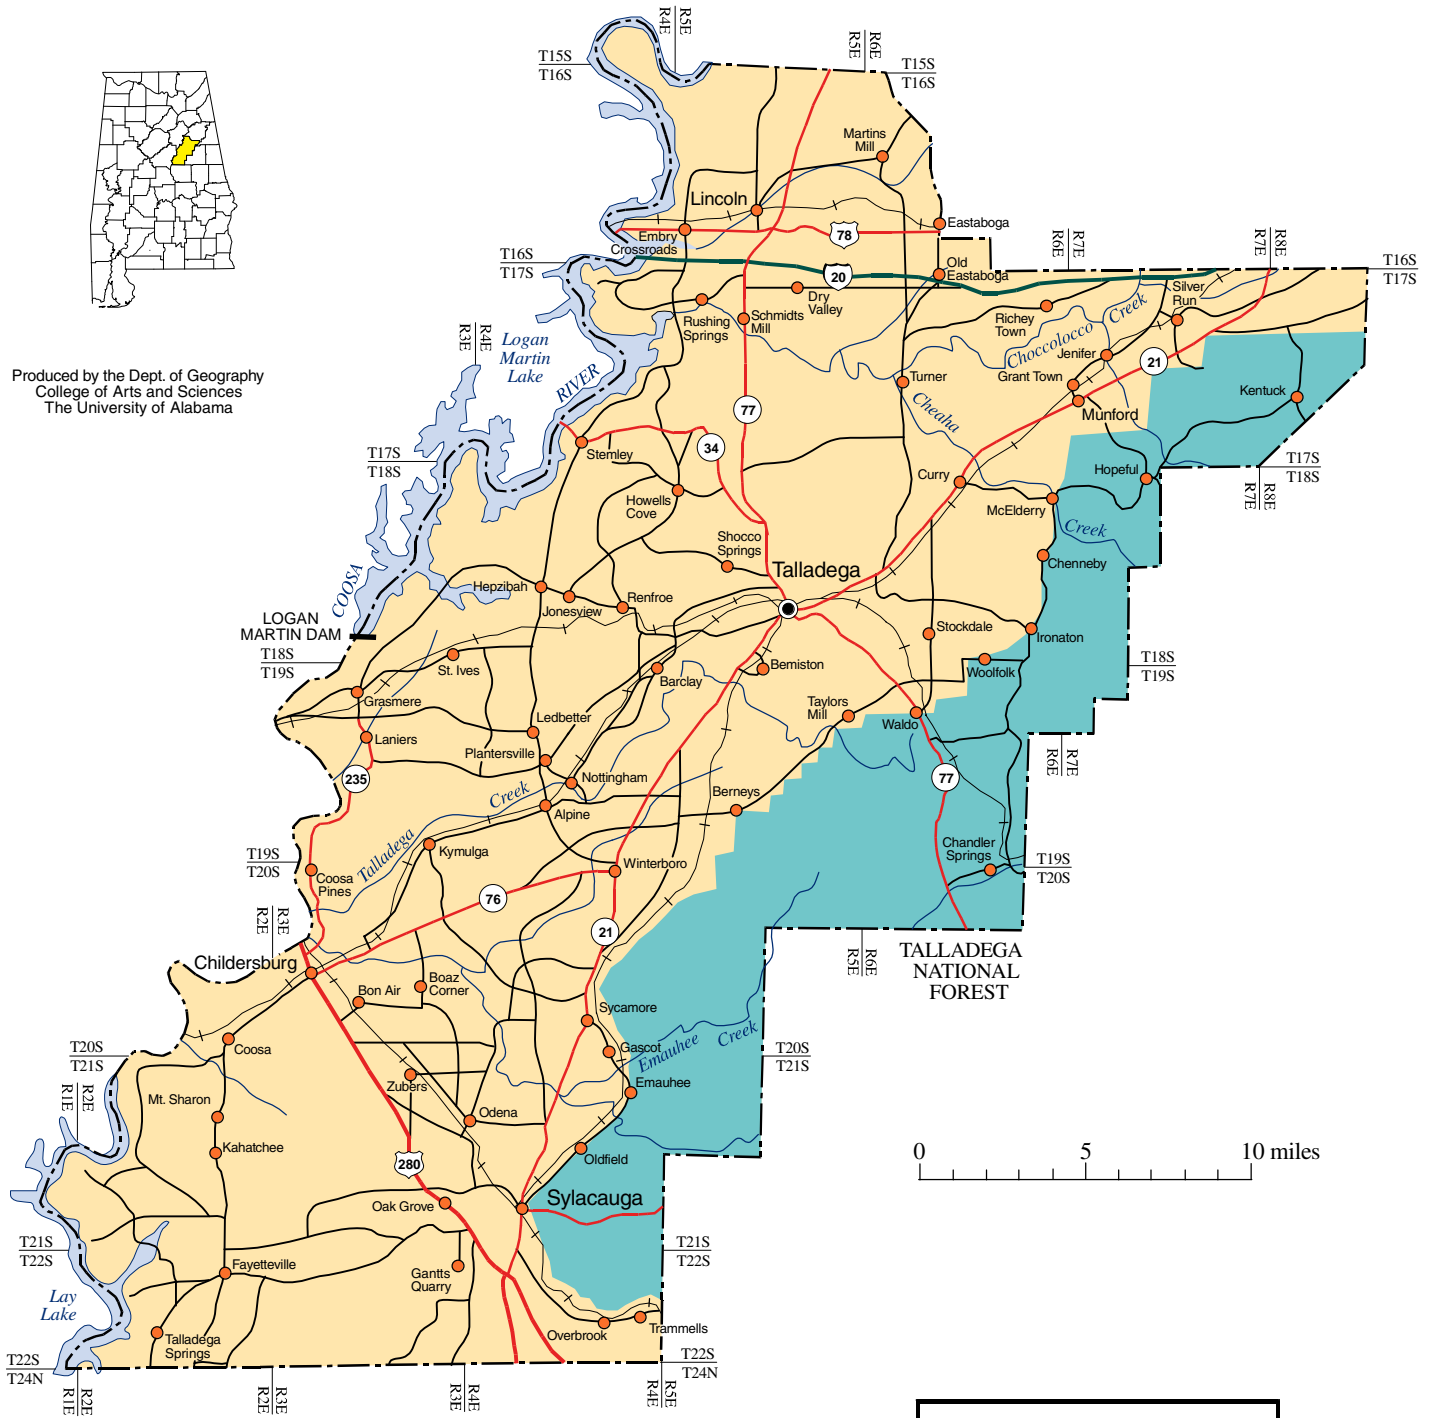 R4E
R5E
R5E
R6E
T15S
T16S
T15S
T16S
Martins
Mill
Lincoln
Eastaboga
78
Embry
Crossroads
R6E
R7E
R7E
R8E
T16S
T17S
T16S
T17S
Old
Eastaboga
20
Silver
Run
Dry
Valley
Rushing
Springs
Schmidts
Mill
Richey
Town
Choccolocco
Creek
R3E
R4E
Logan
Martin
Lake
Jenifer
21
Produced by the Dept. of Geography
College of Arts and Sciences
The University of Alabama
RIVER
Turner
Grant Town
Kentuck
77
Cheaha
Munford
34
Stemley
T17S
T18S
T17S
T18S
Hopeful
Curry
R7E
R8E
Howells
Cove
McElderry
Creek
Shocco
Springs
Chenneby
Talladega
COOSA
Hepzibah
Jonesview
Renfroe
LOGAN
MARTIN DAM
Stockdale
Ironaton
T18S
T19S
T18S
T19S
St. Ives
Barclay
Bemiston
Woolfolk
Grasmere
Taylors
Mill
Ledbetter
Waldo
Laniers
Plantersville
R6E
R7E
235
Nottingham
77
Creek
Berneys
Alpine
Talladega
Kymulga
Chandler
Springs
T19S
T20S
T19S
T20S
Coosa
Pines
Winterboro
76
R2E
R3E
21
R5E
R6E
TALLADEGA
NATIONAL
FOREST
Childersburg
Boaz
Corner
Bon Air
Sycamore
Coosa
Gascot
Emauhee
Creek
T20S
T21S
T20S
T21S
Zubers
Emauhee
R1E
R2E
Mt. Sharon
Odena
Kahatchee
Oldfield
0
5
10 miles
280
Oak Grove
Sylacauga
T21S
T22S
T21S
T22S
Fayetteville
Gantts
Quarry
Lay
Lake
Talladega
Springs
Overbrook
Trammells
T22S
T24N
T22S
T24N
R1E
R2E
R2E
R3E
R3E
R4E
R4E
R5E